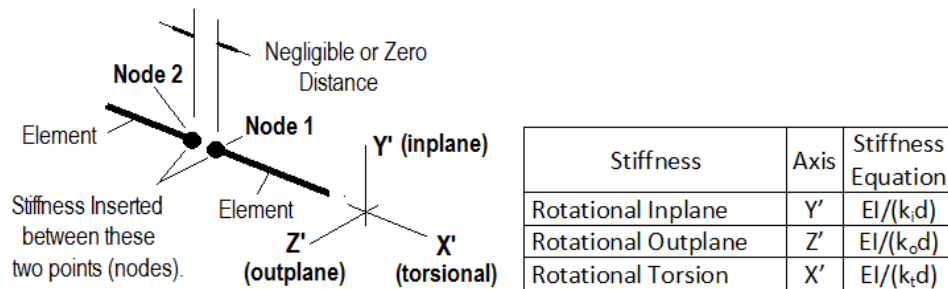 Negligible or Zero
Distance
Node 2
Node 1
Element
Y' (inplane)
Stiffness Inserted
between these
two points (nodes).
Element
Z'
(outplane)
X'
(torsional)
Stiffness Axis Stiffness Equation
Rotational Inplane Y’ EI/(kᵢd)
Rotational Outplane Z’ EI/(kₒd)
Rotational Torsion X’ EI/(kₜd)